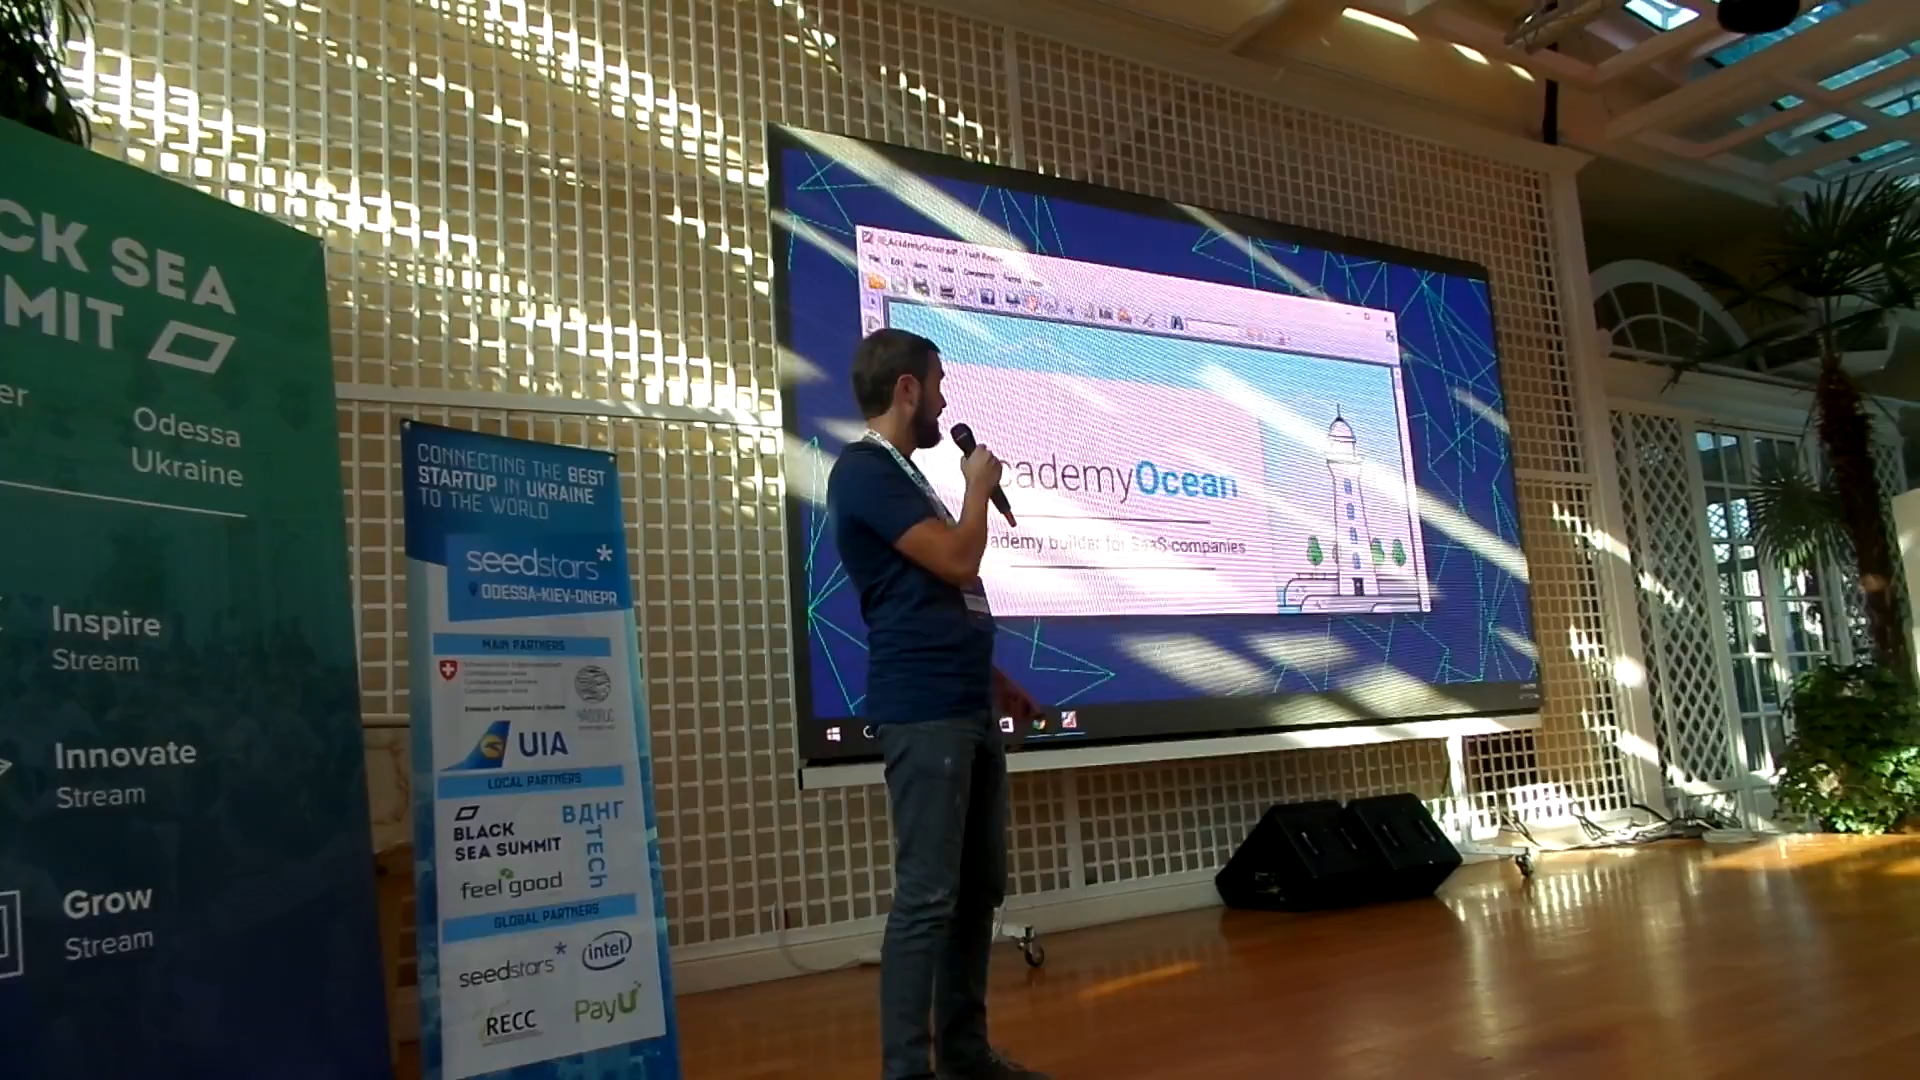 CK SEA
MIT
er
Odessa
Ukraine
Inspire
Stream
Innovate
Stream
Grow
Stream
CONNECTING THE BEST
STARTUP IN UKRAINE
TO THE WORLD
seedstars*
ODESSA-KIEV-DNEPR
MAIN PARTNERS
UIA
LOCAL PARTNERS
BLACK
SEA SUMMIT
ВДНГ
TECH
feel good
GLOBAL PARTNERS
seedstars*
intel
RECC
PayU
cademyOcean
cademy builder for SaaS companies